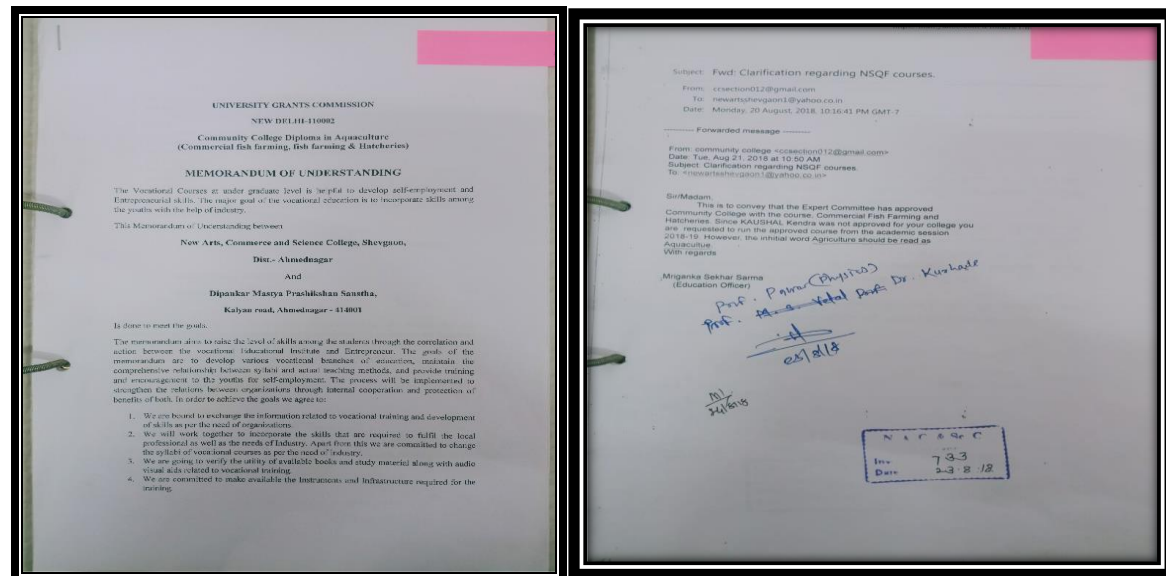 UNIVERSITY GRANTS COMMISSION
NEW DELHI-110002
Community College Diploma in Aquaculture
(Commercial fish farming, fish farming & Hatcheries)
MEMORANDUM OF UNDERSTANDING
The Vocational Courses at under graduate level is helpful to develop self-employment and
Entrepreneurial skills. The major goal of the vocational education is to incorporate skills among
the youths with the help of industry.
This Memorandum of Understanding between
New Arts, Commerce and Science College, Shevgaon,
Dist.- Ahmednagar
And
Dipankar Mastya Prashikshan Sanstha,
Kalyan road, Ahmednagar - 414001
Is done to meet the goals.
The memorandum aims to raise the level of skills among the students through the correlation and
action between the vocational Educational Institute and Entrepreneur. The goals of the
memorandum are to develop various vocational branches of education, maintain the
comprehensive relationship between syllabi and actual teaching methods, and provide training
and encouragement to the youths for self-employment. The process will be implemented to
strengthen the relations between organizations through internal cooperation and protection of
benefits of both. In order to achieve the goals we agree to:
1. We are bound to exchange the information related to vocational training and development
of skills as per the need of organizations.
2. We will work together to incorporate the skills that are required to fulfil the local
professional as well as the needs of Industry. Apart from this we are committed to change
the syllabi of vocational courses as per the need of industry.
3. We are going to verify the utility of available books and study material along with audio
visual aids related to vocational training.
4. We are committed to make available the Instruments and Infrastructure required for the
training.
Subject: Fwd: Clarification regarding NSQF courses.
From: ccsection012@gmail.com
To: newartsshevgaon1@yahoo.co.in
Date: Monday, 20 August, 2018, 10:16:41 PM GMT-7
---------- Forwarded message ----------
From: community college <ccsection012@gmail.com>
Date: Tue, Aug 21, 2018 at 10:50 AM
Subject: Clarification regarding NSQF courses.
To: <newartsshevgaon1@yahoo.co.in>
Sir/Madam.
This is to convey that the Expert Committee has approved
Community College with the course, Commercial Fish Farming and
Hatcheries. Since KAUSHAL Kendra was not approved for your college you
are requested to run the approved course from the academic session
2018-19. However, the inhitial word Agriculture should be read as
Aquacultue.
With regards
Mriganka Sekhar Sarma
(Education Officer)
Prof. Pawar (Physics)
Prof. Vetal Prof. Dr. Kurhade
Inw 733
Date 23.8.18